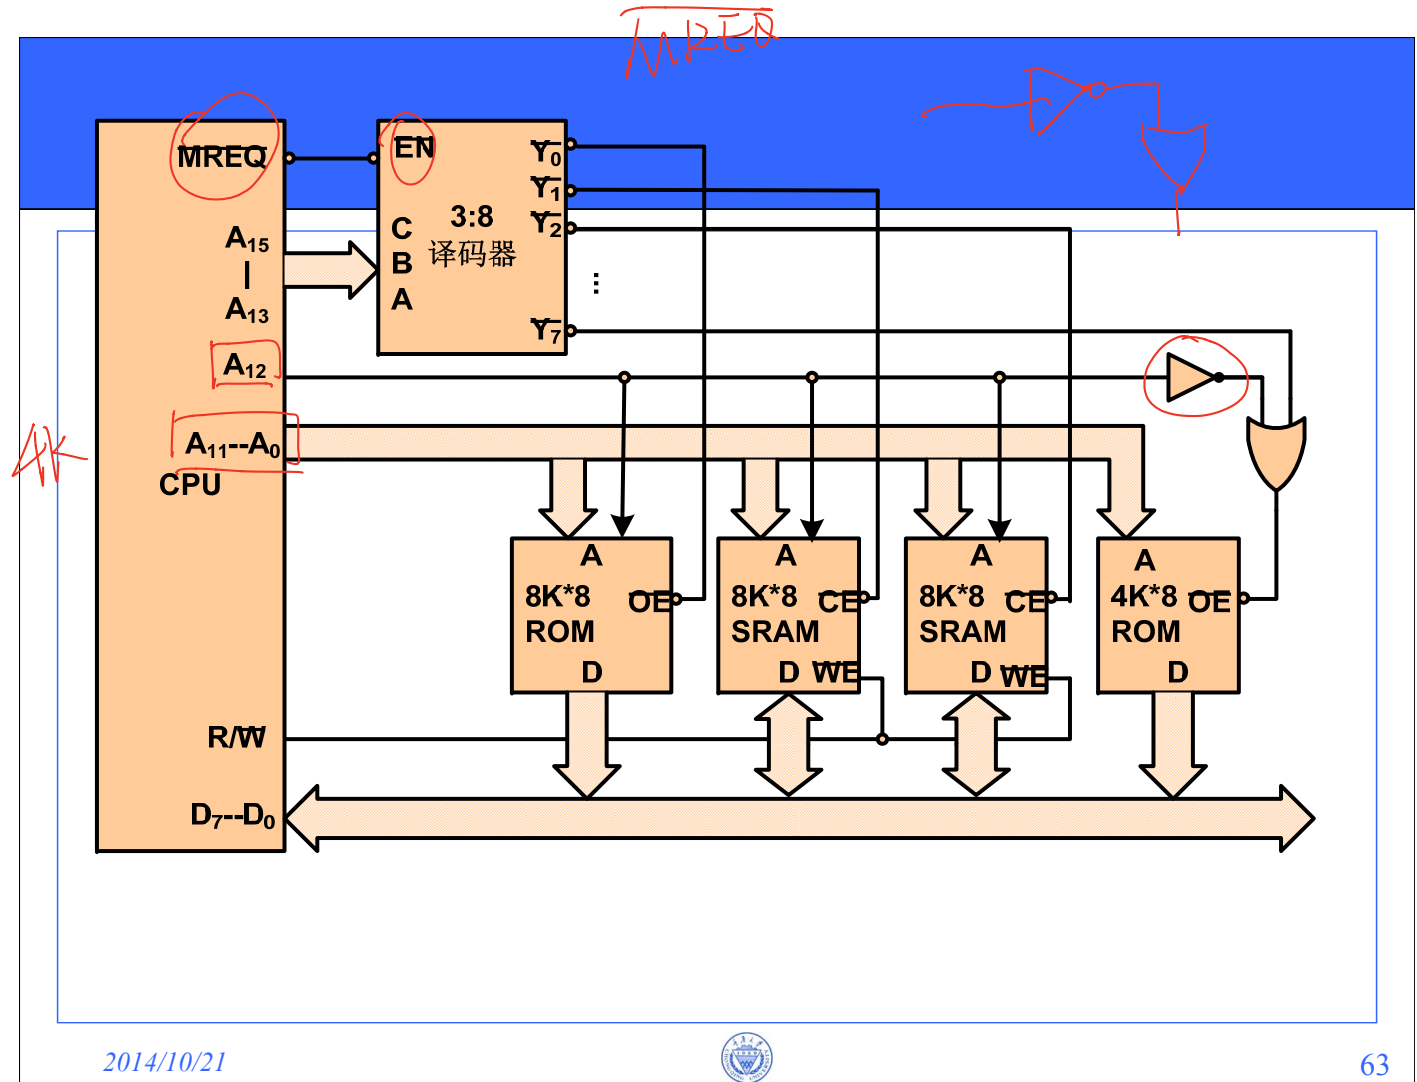 MREQ
MREQ
EN
Y0
Y1
Y2
Y7
3:8
译码器
C
B
A
A15
|
A13
A12
A11--A0
4K
CPU
R/W
D7--D0
...
A
8K*8
ROM
OE
D
A
8K*8
SRAM
CE
D
WE
A
8K*8
SRAM
CE
D
WE
A
4K*8
ROM
OE
D
2014/10/21
63